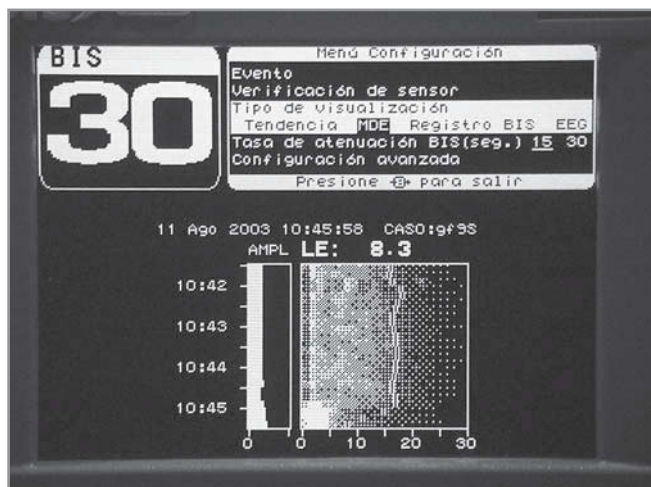 BIS
30
Menú Configuración
Evento
Verificación de sensor
Tipo de visualización
Tendencia MDE Registro BIS EEG
Tasa de atenuación BIS(seg.) 15 30
Configuración avanzada
Presione para salir
11 Ago 2003 10:45:58 CASO:gf9S
AMPL LE: 8.3
10:42
10:43
10:44
10:45
0 0 10 20 30